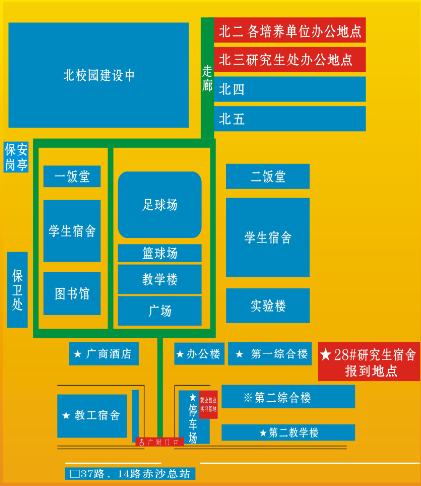 北二 各培养单位办公地点
北三研究生处办公地点
北四
北五
走廊
北校园建设中
保安
岗亭
一饭堂
学生宿舍
图书馆
足球场
篮球场
教学楼
广场
二饭堂
学生宿舍
实验楼
保卫处
★ 广商酒店
★办公楼
★ 第一综合楼
★28#研究生宿舍
报到地点
★ 教工宿舍
★停车场
※第二综合楼
★第二教学楼
37路、14路赤沙总站